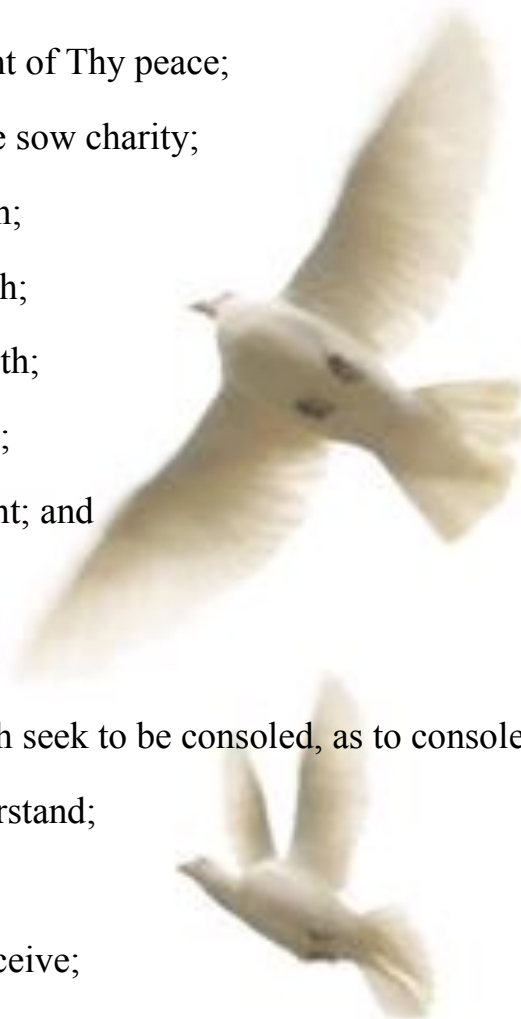 nt of Thy peace;
e sow charity;
n;
h;
th;
;
nt; and
h seek to be consoled, as to console
rstand;
ceive;